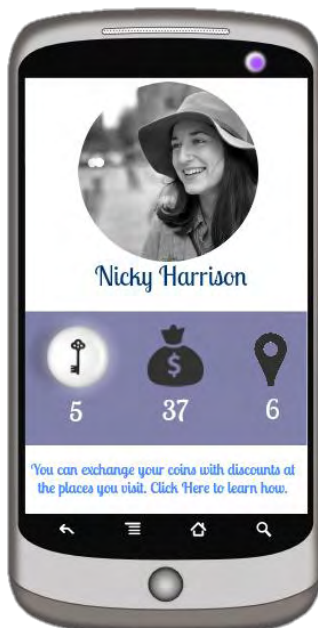 Nicky Harrison
$
5 37 6
You can exchange your coins with discounts at
the places you visit. Click Here to learn how.